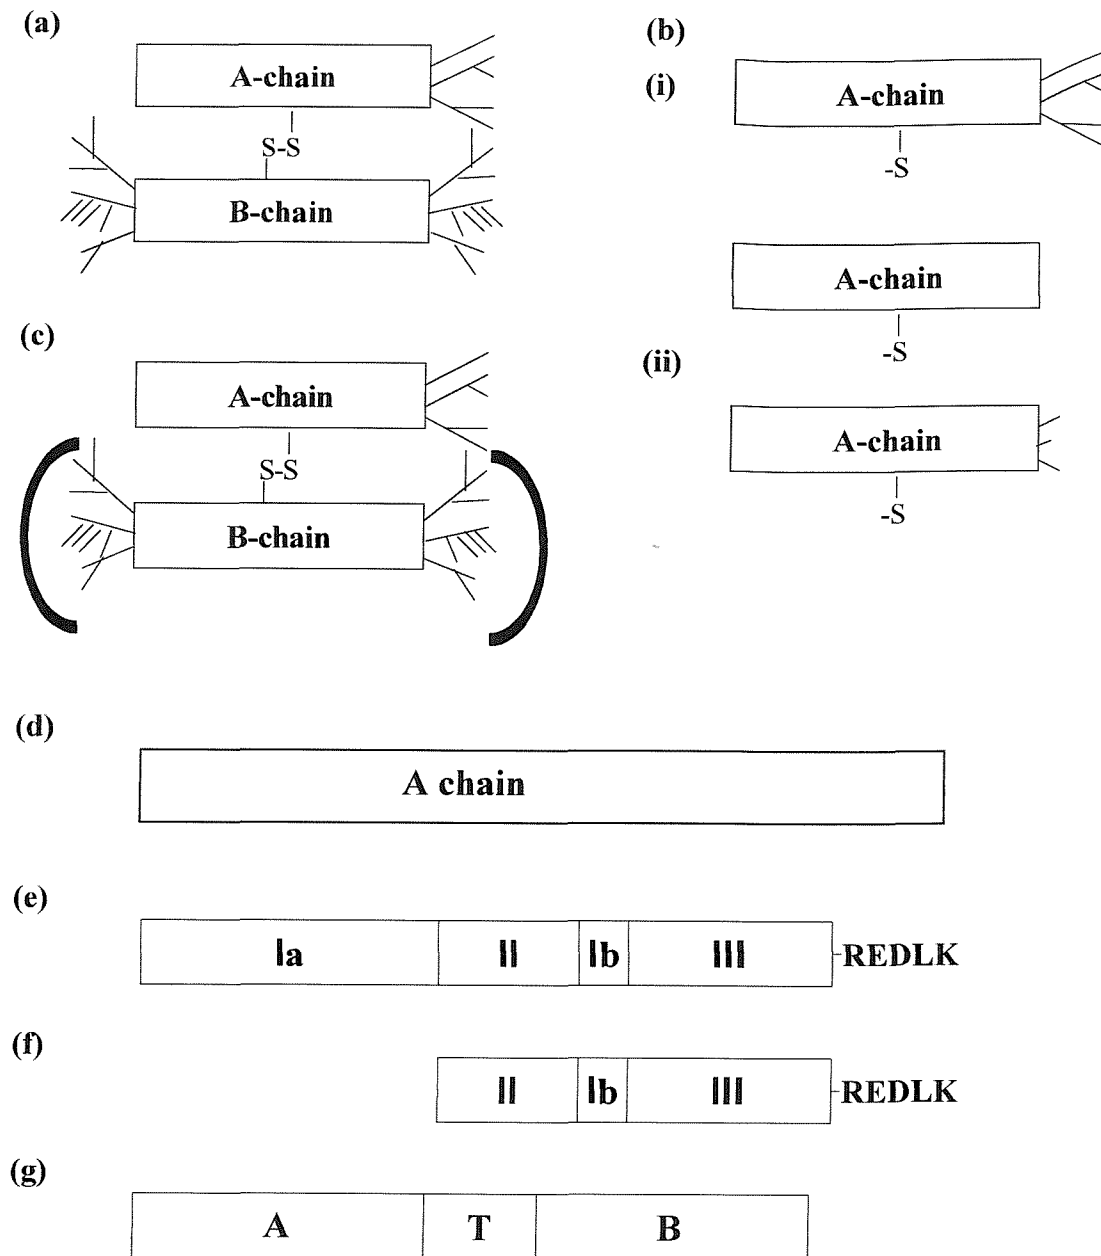 (a)
A-chain
S-S
B-chain
(b)
(i)
A-chain
-S
A-chain
-S
(ii)
A-chain
-S
(c)
A-chain
S-S
B-chain
(d)
A chain
(e)
Ia II Ib III -REDLK
(f)
II Ib III -REDLK
(g)
A T B